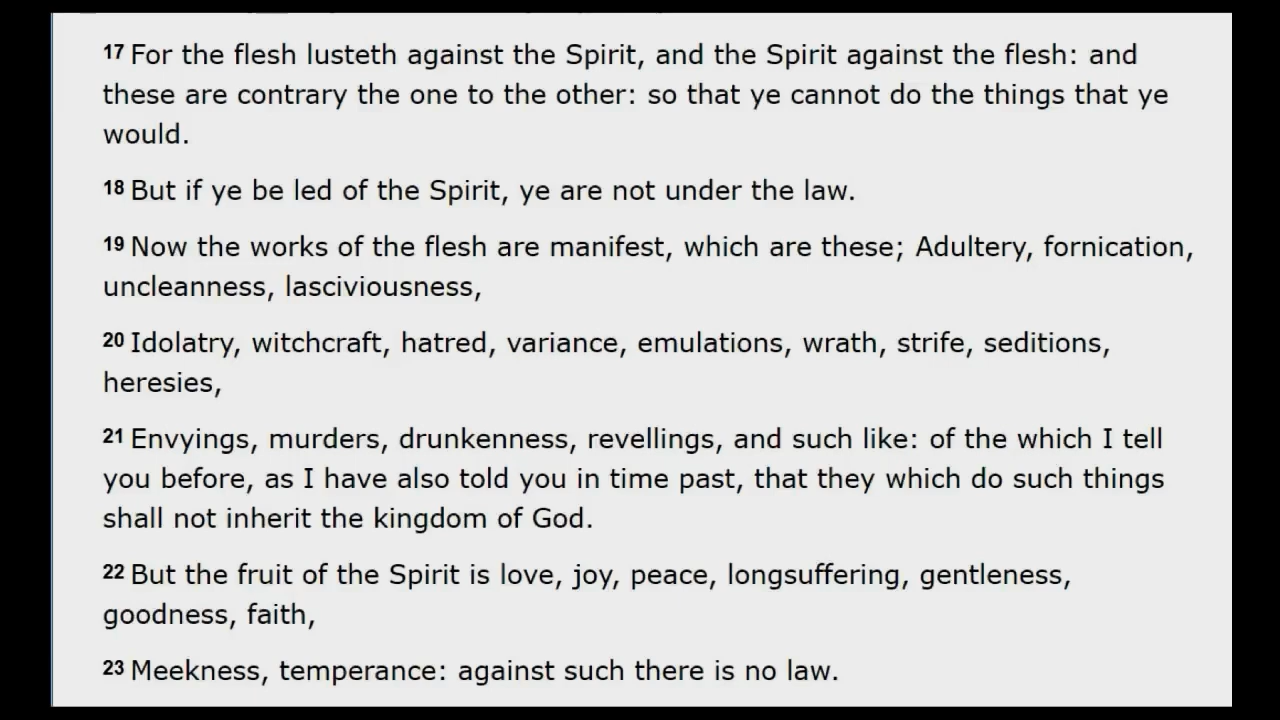 17 For the flesh lusteth against the Spirit, and the Spirit against the flesh: and
these are contrary the one to the other: so that ye cannot do the things that ye
would.
18 But if ye be led of the Spirit, ye are not under the law.
19 Now the works of the flesh are manifest, which are these; Adultery, fornication,
uncleanness, lasciviousness,
20 Idolatry, witchcraft, hatred, variance, emulations, wrath, strife, seditions,
heresies,
21 Envyings, murders, drunkenness, revellings, and such like: of the which I tell
you before, as I have also told you in time past, that they which do such things
shall not inherit the kingdom of God.
22 But the fruit of the Spirit is love, joy, peace, longsuffering, gentleness,
goodness, faith,
23 Meekness, temperance: against such there is no law.